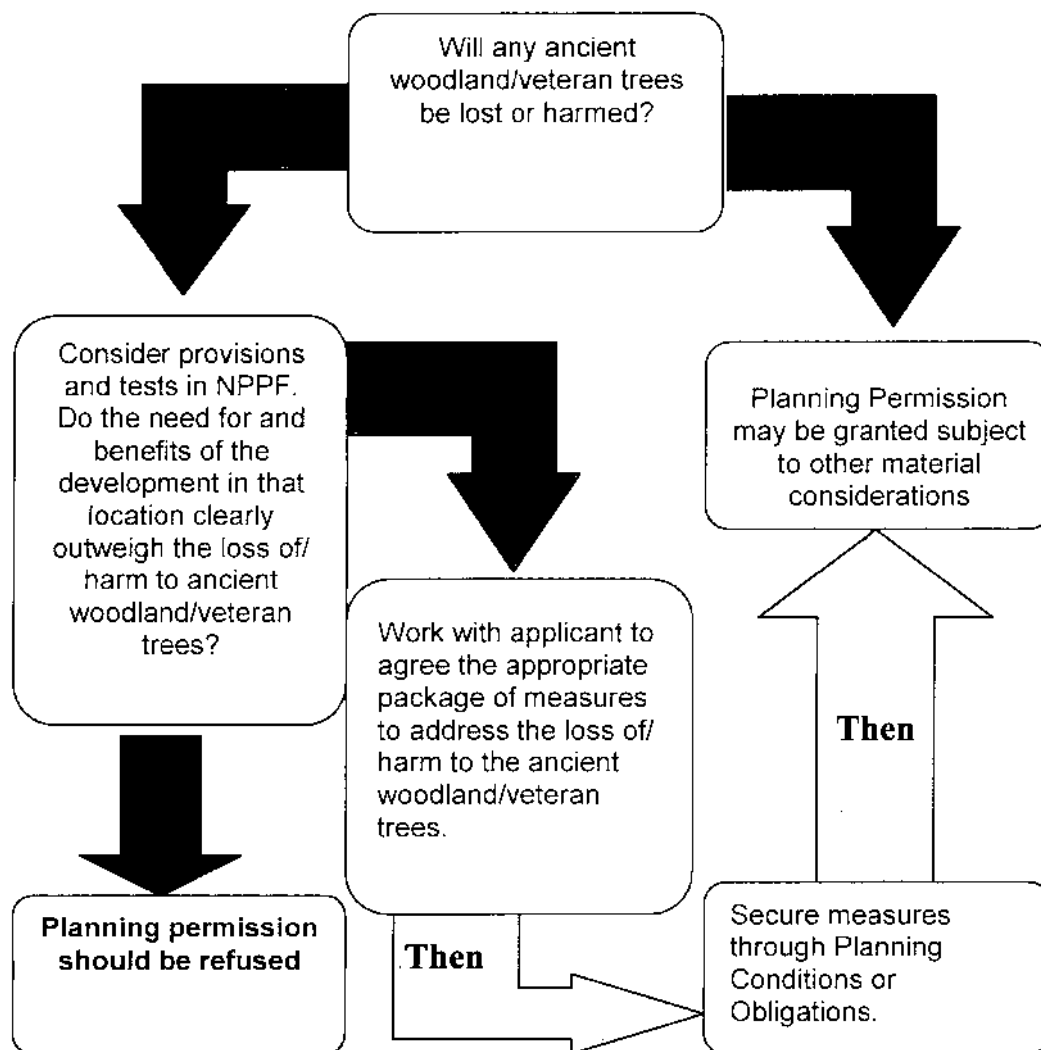 Will any ancient
woodland/veteran trees
be lost or harmed?
Consider provisions
and tests in NPPF.
Do the need for and
benefits of the
development in that
location clearly
outweigh the loss of/
harm to ancient
woodland/veteran
trees?
Planning Permission
may be granted subject
to other material
considerations
Work with applicant to
agree the appropriate
package of measures
to address the loss of/
harm to the ancient
woodland/veteran
trees.
Then
Planning permission
should be refused
Then
Secure measures
through Planning
Conditions or
Obligations.